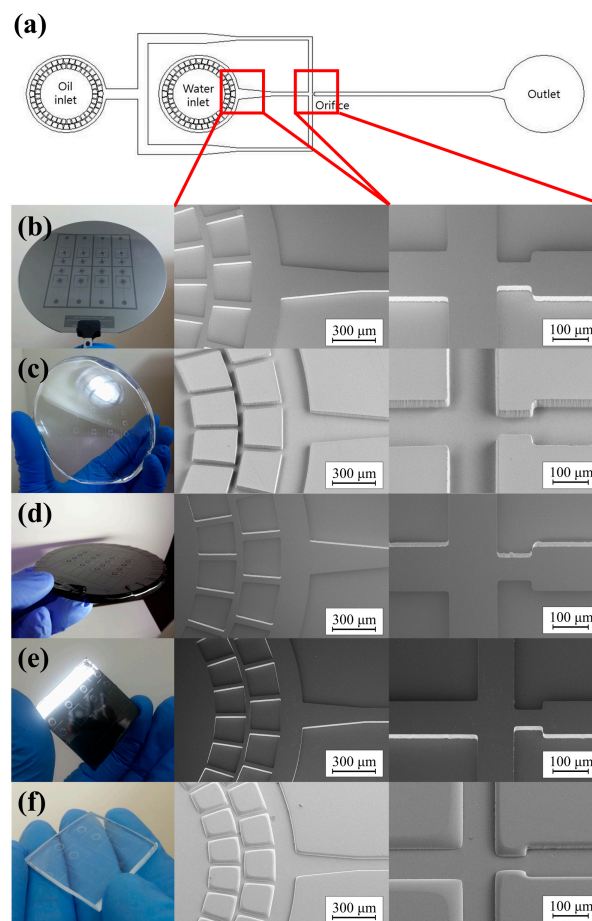 (a)
Oil
inlet
Water
inlet
Orifice
Outlet
(b)
300 μm
100 μm
(c)
300 μm
100 μm
(d)
300 μm
100 μm
(e)
300 μm
100 μm
(f)
300 μm
100 μm